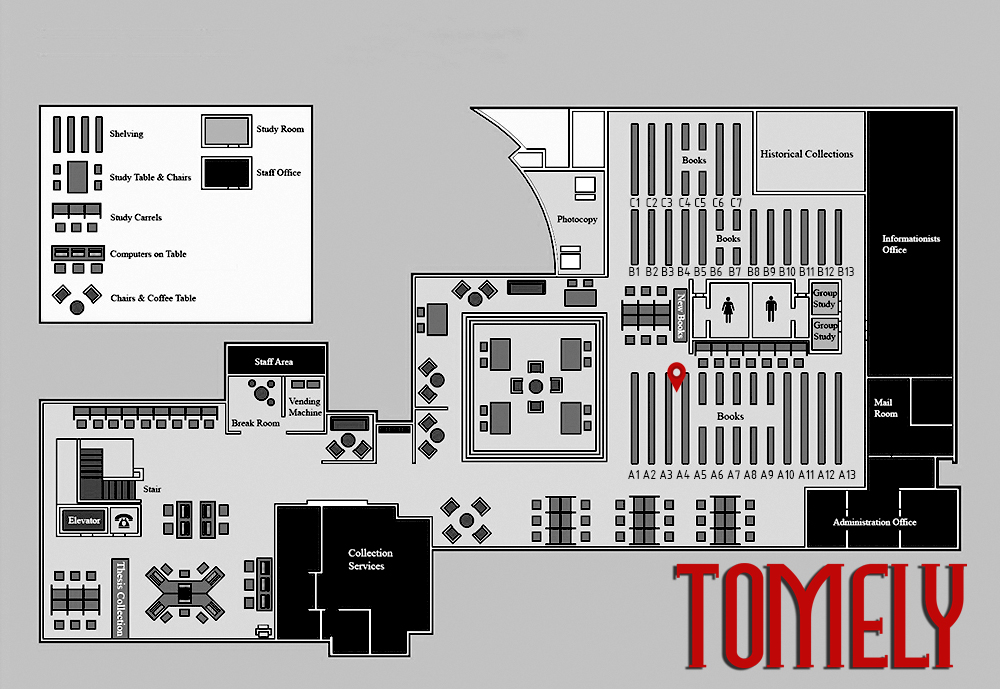 Shelving
Study Room
Study Table & Chairs
Staff Office
Study Carrels
Computers on Table
Chairs & Coffee Table
Books
Historical Collections
C1 C2 C3 C4 C5 C6 C7
Photocopy
Books
Informationists
Office
B1 B2 B3 B4 B5 B6 B7 B8 B9 B10 B11 B12 B13
New Books
Group
Study
Group
Study
Staff Area
Vending
Machine
Break Room
Mail
Room
Books
A1 A2 A3 A4 A5 A6 A7 A8 A9 A10 A11 A12 A13
Stair
Elevator
Administration Office
Collection
Services
Thesis Collection
TOMELY